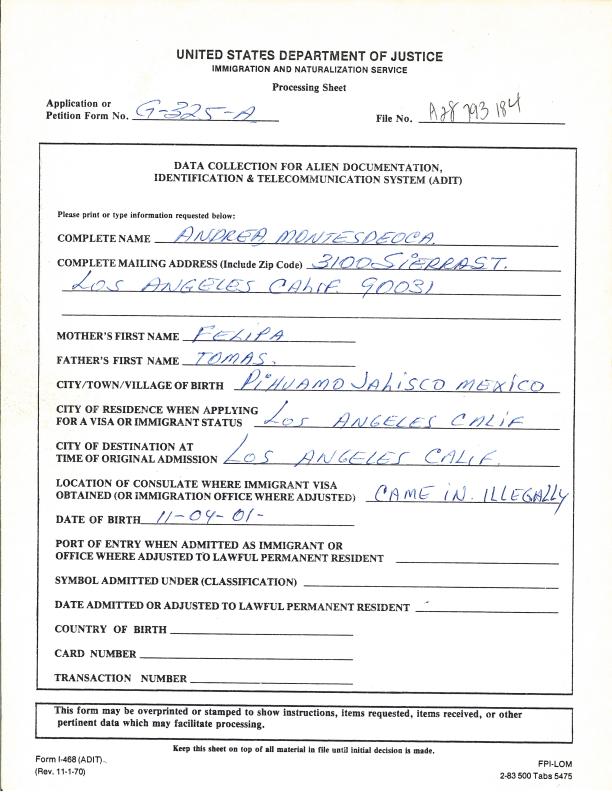 UNITED STATES DEPARTMENT OF JUSTICE
IMMIGRATION AND NATURALIZATION SERVICE
Processing Sheet
Application or
Petition Form No. G-325-A
File No. A28 793 184
DATA COLLECTION FOR ALIEN DOCUMENTATION,
IDENTIFICATION & TELECOMMUNICATION SYSTEM (ADIT)
Please print or type information requested below:
COMPLETE NAME ANDREA MONTESDEOCA.
COMPLETE MAILING ADDRESS (Include Zip Code) 3100 SIERRA ST.
LOS ANGELES CALIF. 90031
MOTHER'S FIRST NAME FELIPA
FATHER'S FIRST NAME TOMAS.
CITY/TOWN/VILLAGE OF BIRTH PiHUAMO JAliSCO MEXiCO
CITY OF RESIDENCE WHEN APPLYING
FOR A VISA OR IMMIGRANT STATUS LOS ANGELES CALIF
CITY OF DESTINATION AT
TIME OF ORIGINAL ADMISSION LOS ANGELES CALIF.
LOCATION OF CONSULATE WHERE IMMIGRANT VISA
OBTAINED (OR IMMIGRATION OFFICE WHERE ADJUSTED) CAME IN. ILLEGALLY
DATE OF BIRTH 11-04-01-
PORT OF ENTRY WHEN ADMITTED AS IMMIGRANT OR
OFFICE WHERE ADJUSTED TO LAWFUL PERMANENT RESIDENT
SYMBOL ADMITTED UNDER (CLASSIFICATION)
DATE ADMITTED OR ADJUSTED TO LAWFUL PERMANENT RESIDENT
COUNTRY OF BIRTH
CARD NUMBER
TRANSACTION NUMBER
This form may be overprinted or stamped to show instructions, items requested, items received, or other
pertinent data which may facilitate processing.
Keep this sheet on top of all material in file until initial decision is made.
Form I-468 (ADIT)
(Rev. 11-1-70)
FPI-LOM
2-83 500 Tabs 5475